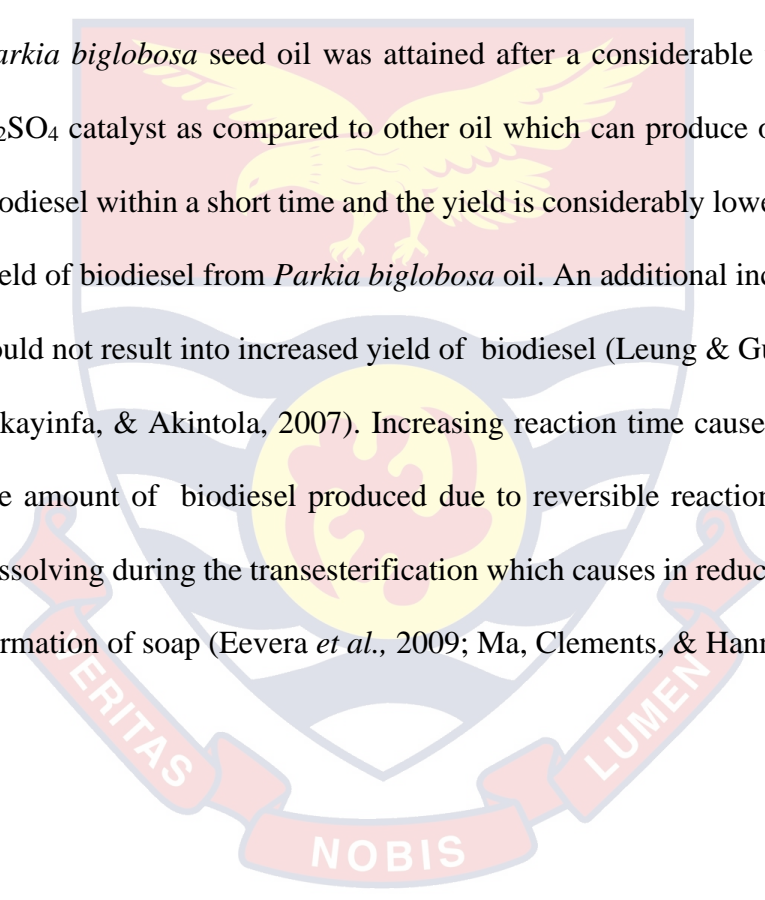 arkia biglobosa seed oil was attained after a considerable
₂SO₄ catalyst as compared to other oil which can produce
odiesel within a short time and the yield is considerably lowe
ield of biodiesel from Parkia biglobosa oil. An additional inc
ould not result into increased yield of biodiesel (Leung & Gu
kayinfa, & Akintola, 2007). Increasing reaction time cause
e amount of biodiesel produced due to reversible reaction
ssolving during the transesterification which causes in reduc
rmation of soap (Eevera et al., 2009; Ma, Clements, & Hann
VERITAS
NOBIS
LUMEN